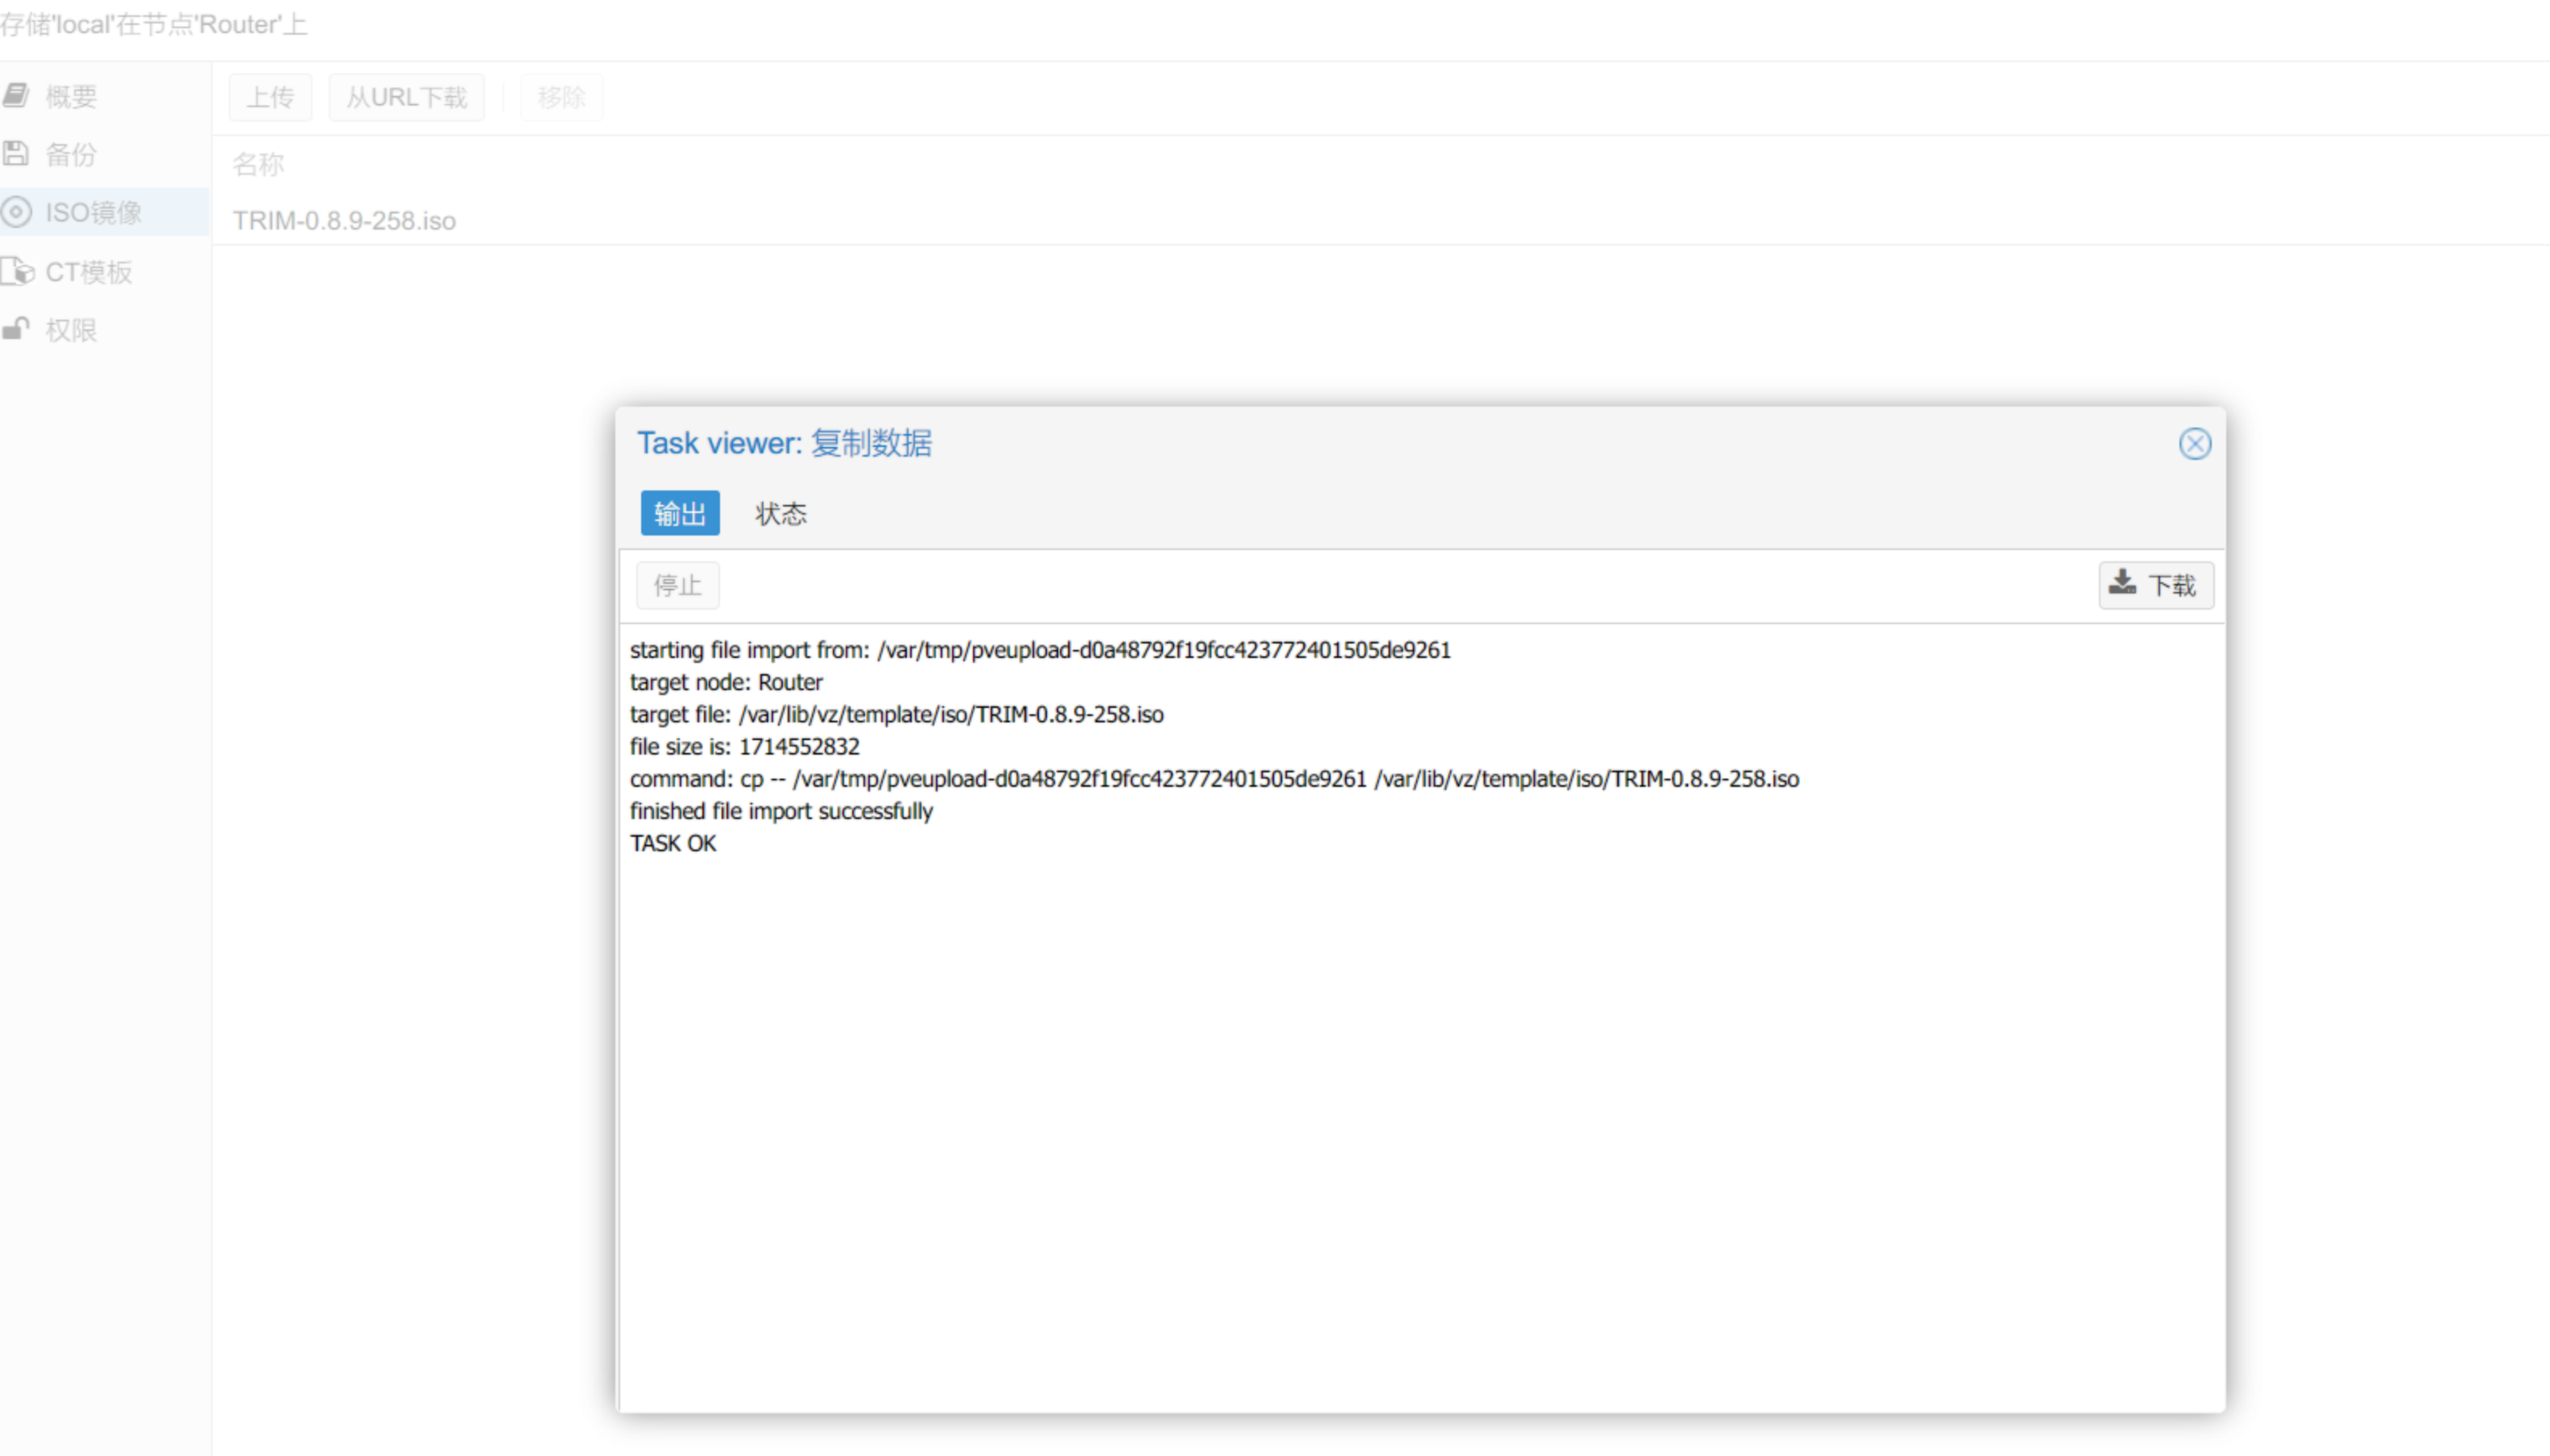 存储'local'在节点'Router'上
概要
备份
ISO镜像
CT模板
权限
上传 从URL下载 移除
名称
TRIM-0.8.9-258.iso
Task viewer: 复制数据
输出 状态
停止 下载
starting file import from: /var/tmp/pveupload-d0a48792f19fcc423772401505de9261
target node: Router
target file: /var/lib/vz/template/iso/TRIM-0.8.9-258.iso
file size is: 1714552832
command: cp -- /var/tmp/pveupload-d0a48792f19fcc423772401505de9261 /var/lib/vz/template/iso/TRIM-0.8.9-258.iso
finished file import successfully
TASK OK